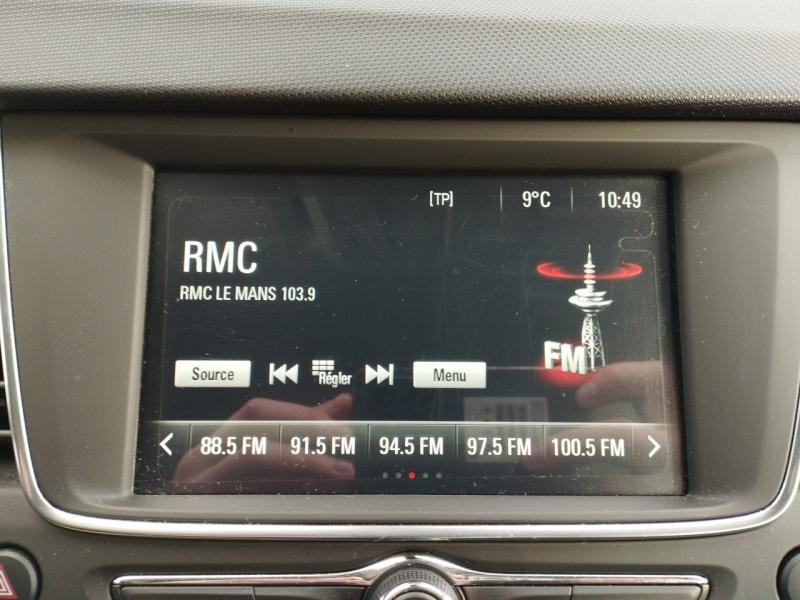 [TP] 9°C 10:49
RMC
RMC LE MANS 103.9
FM
Source Régler Menu
88.5 FM 91.5 FM 94.5 FM 97.5 FM 100.5 FM